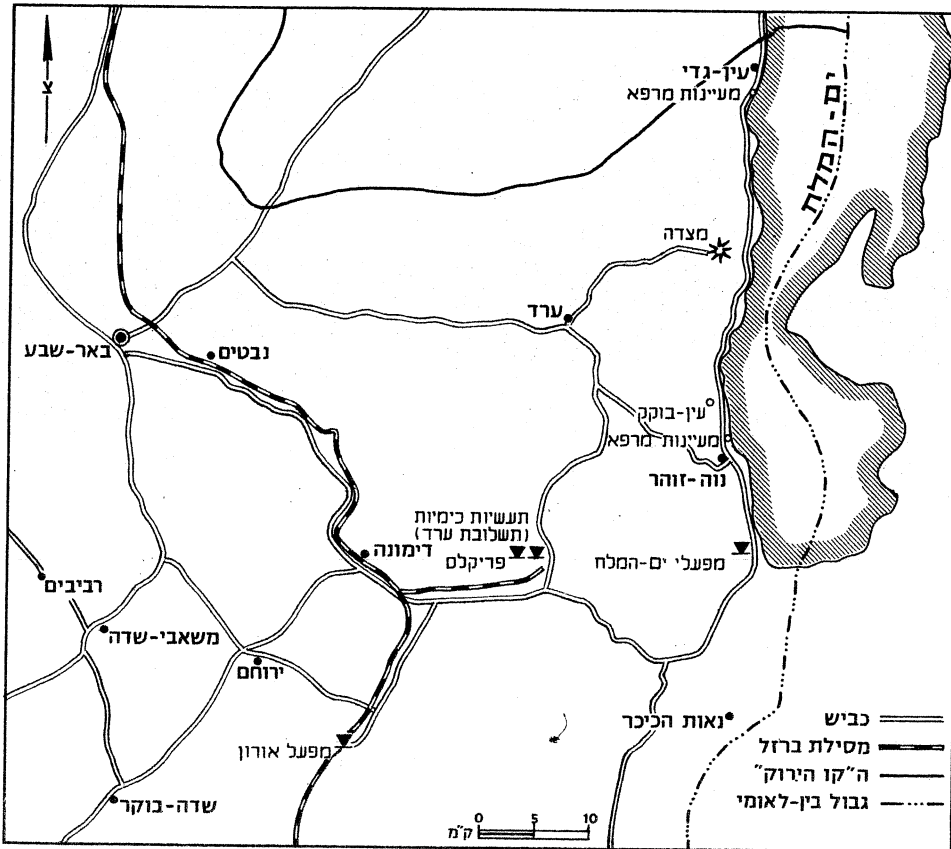 צ
עין-גדי
מעיינות מרפא
ים-המלח
מצדה
ערד
באר-שבע
נבטים
עין-בוקק
מעיינות מרפא
נוה-זוהר
תעשיות כימיות
(תשלובת ערד)
פריקלס
דימונה
מפעלי ים-המלח
רביבים
משאבי-שדה
ירוחם
נאות הכיכר
מפעל אורון
שדה-בוקר
כביש
מסילת ברזל
ה"קו הירוק"
גבול בין-לאומי
ק"מ 0 5 10